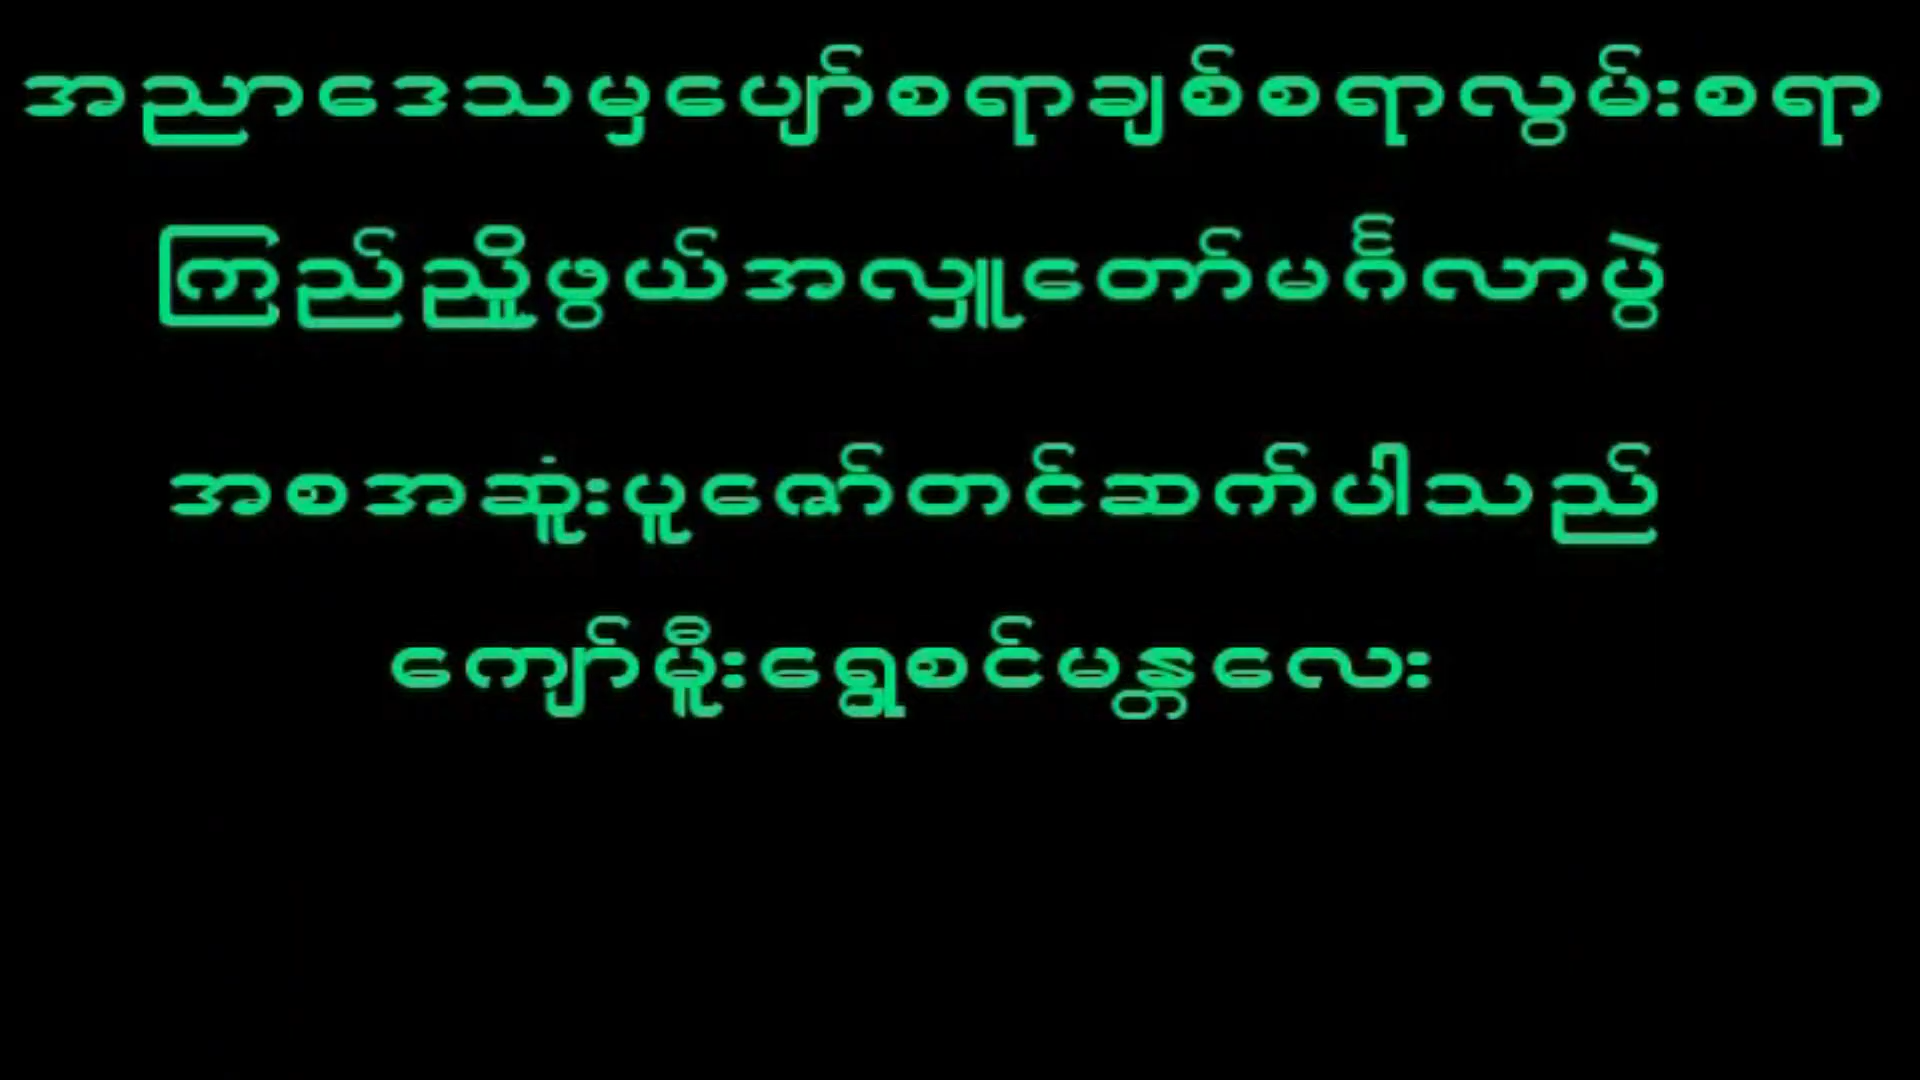 အညာဒေသမှပျော်စရာချစ်စရာလွမ်းစရာ
ကြည်ညိူဖွယ်အလှူတော်မင်္ဂလာပွဲ
အစအဆူံးပူဇော်တင်ဆက်ပါသည်
ကျော်မူီးရွှေစင်မန္တလေး